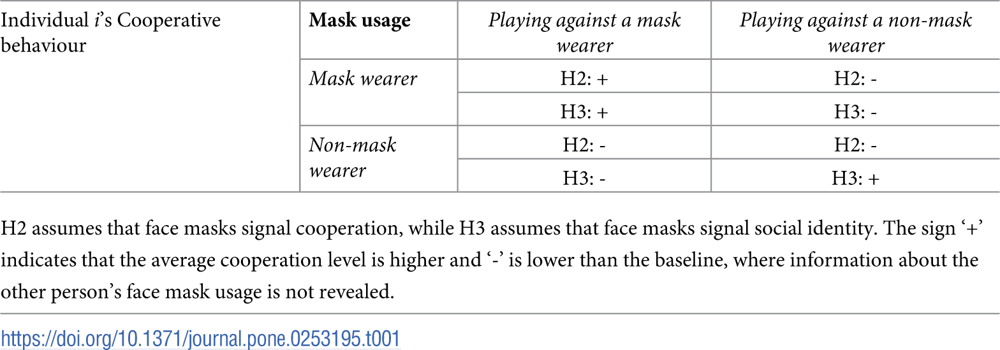 Individual i's Cooperative behaviour
Mask usage
Playing against a mask wearer
Playing against a non-mask wearer
Mask wearer
H2: +
H2: -
H3: +
H3: -
Non-mask wearer
H2: -
H2: -
H3: -
H3: +
H2 assumes that face masks signal cooperation, while H3 assumes that face masks signal social identity. The sign ‘+’
indicates that the average cooperation level is higher and ‘-’ is lower than the baseline, where information about the
other person’s face mask usage is not revealed.
https://doi.org/10.1371/journal.pone.0253195.t001